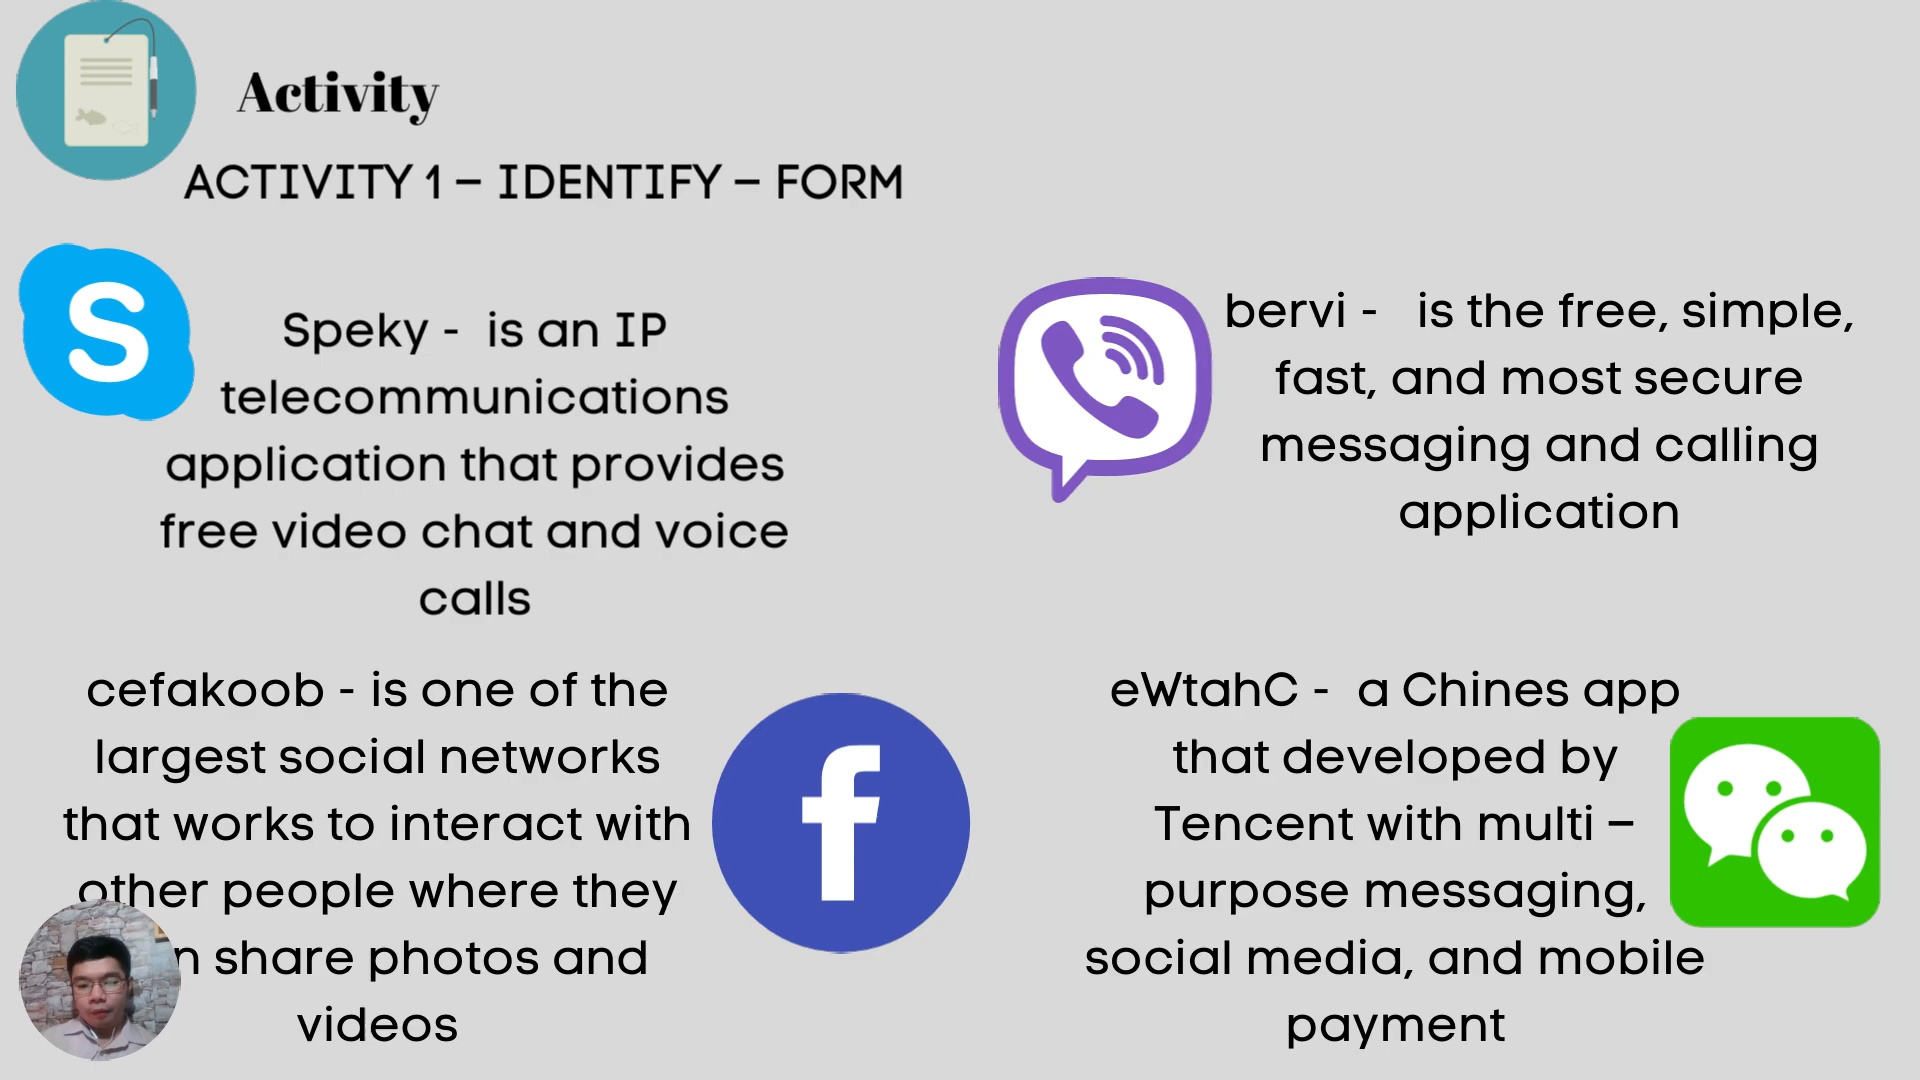 Activity
ACTIVITY 1 – IDENTIFY – FORM
Speky - is an IP
telecommunications
application that provides
free video chat and voice
calls
bervi - is the free, simple,
fast, and most secure
messaging and calling
application
cefakoob - is one of the
largest social networks
that works to interact with
other people where they
share photos and
videos
eWtahC - a Chines app
that developed by
Tencent with multi –
purpose messaging,
social media, and mobile
payment